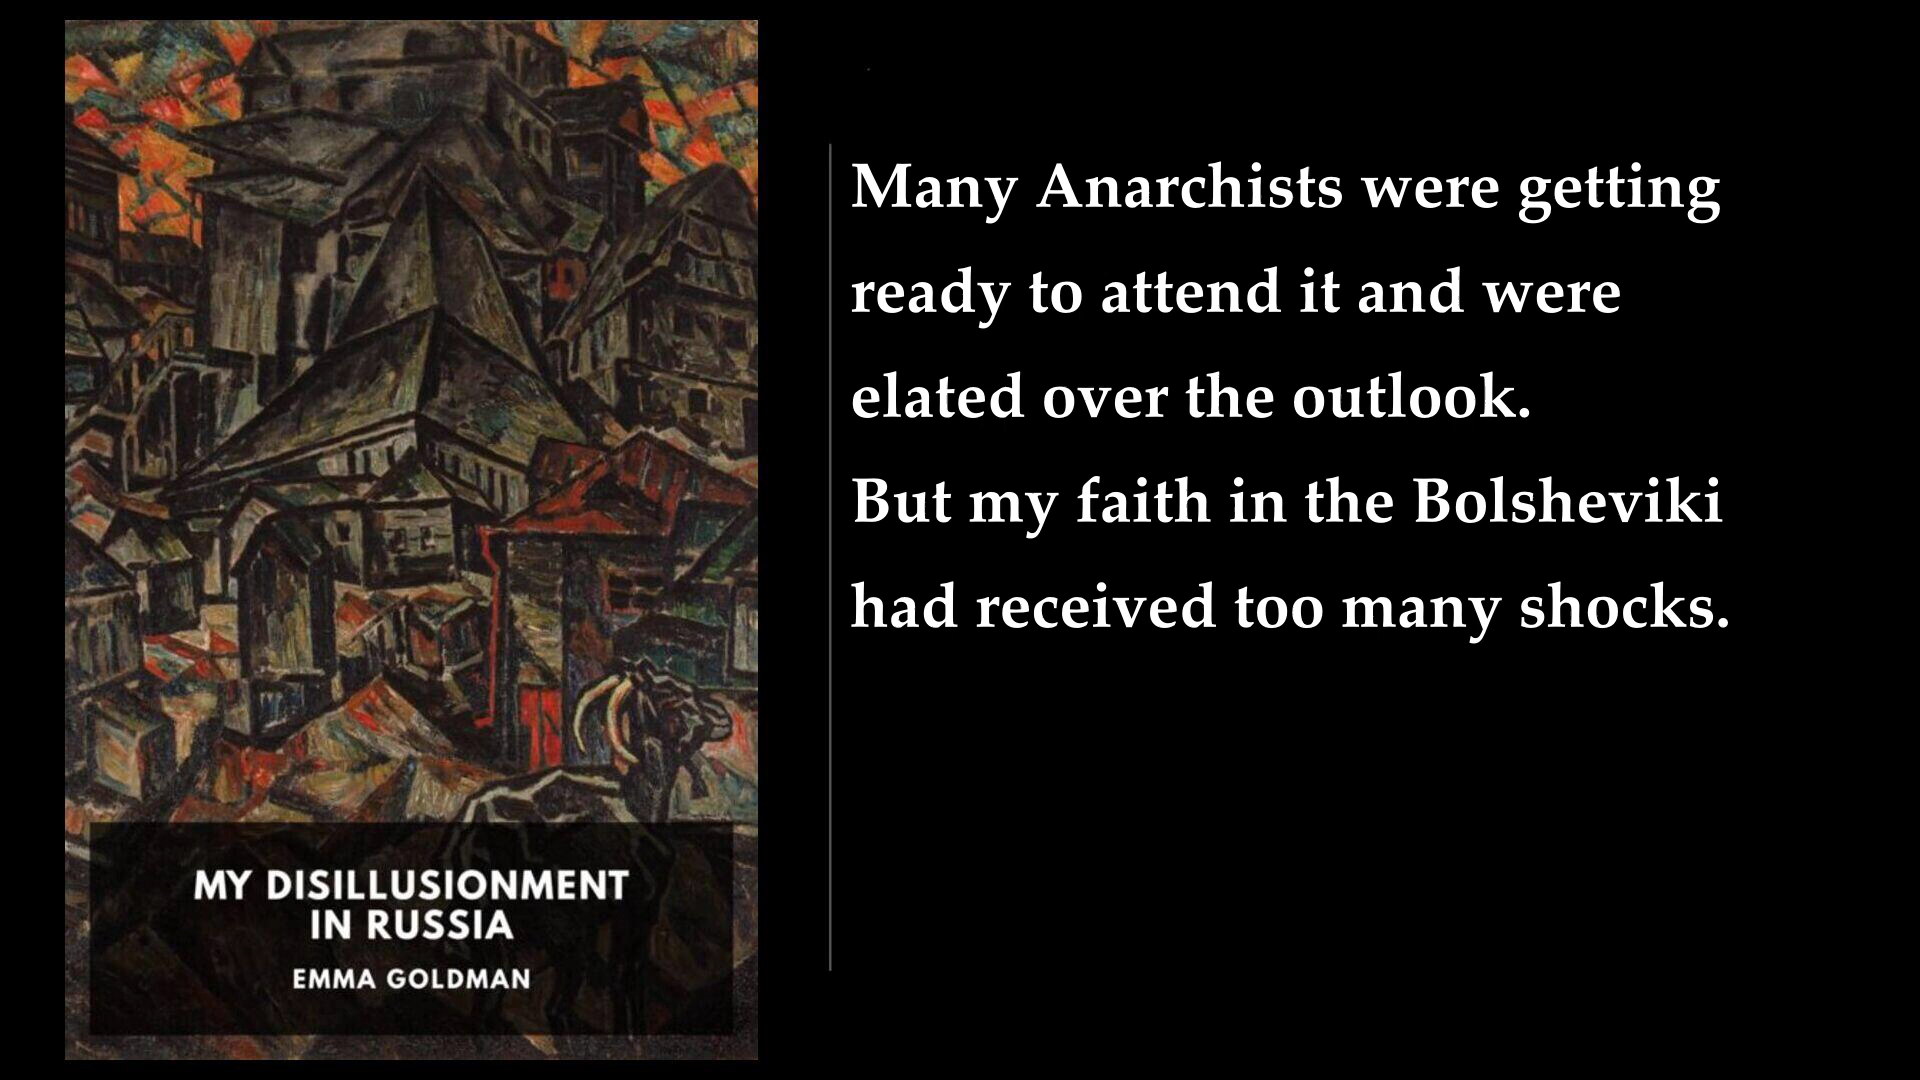 MY DISILLUSIONMENT
IN RUSSIA
EMMA GOLDMAN
Many Anarchists were getting
ready to attend it and were
elated over the outlook.
But my faith in the Bolsheviki
had received too many shocks.